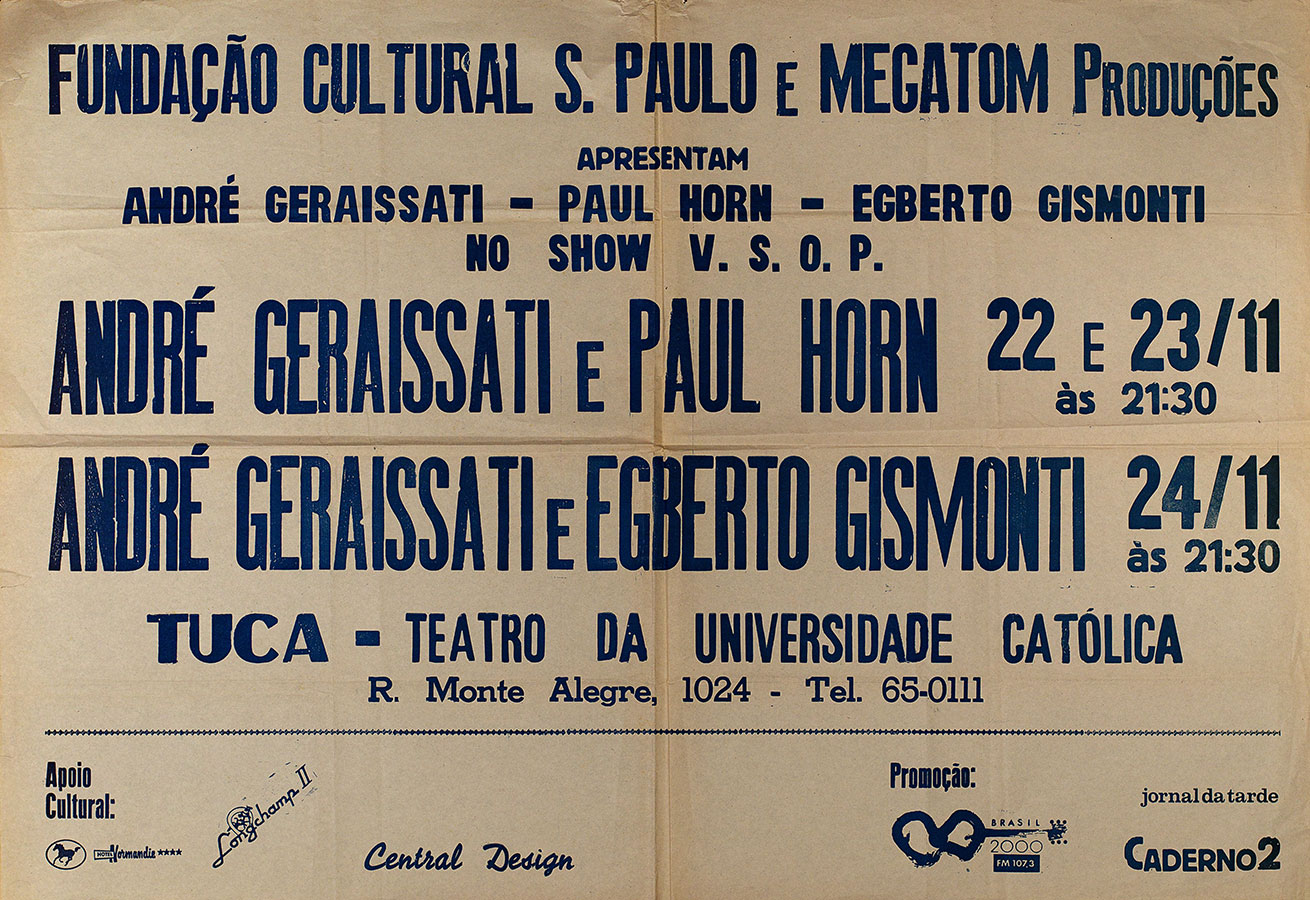 FUNDAÇÃO CULTURAL S. PAULO E MEGATOM PRODUÇÕES
APRESENTAM
ANDRÉ GERAISSATI - PAUL HORN - EGBERTO GISMONTI
NO SHOW V. S. O. P.
ANDRÉ GERAISSATI E PAUL HORN 22 E 23/11
às 21:30
ANDRÉ GERAISSATI E EGBERTO GISMONTI 24/11
às 21:30
TUCA - TEATRO DA UNIVERSIDADE CATÓLICA
R. Monte Alegre, 1024 - Tel. 65-0111
Apoio
Cultural:
HOTEL Normandie ★★★★
Longchamp II
Central Design
Promoção:
BRASIL
2000
FM 107,3
jornal da tarde
CADERNO2